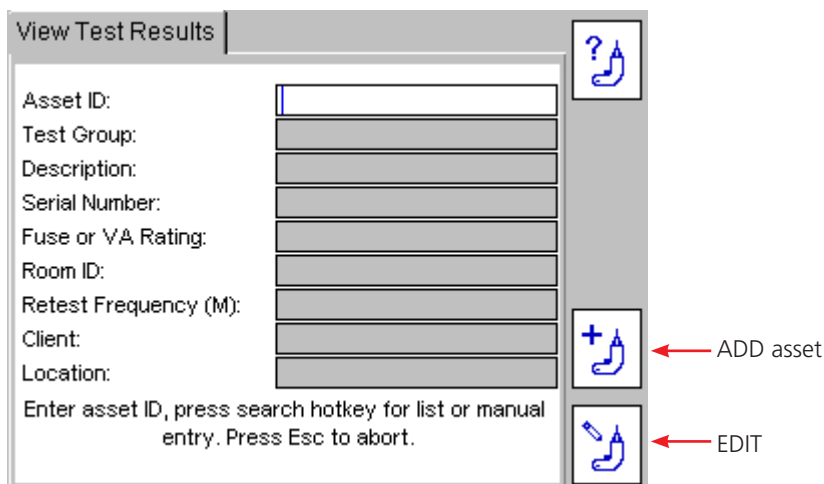 View Test Results
?
Asset ID:
Test Group:
Description:
Serial Number:
Fuse or VA Rating:
Room ID:
Retest Frequency (M):
Client:
+
ADD asset
Location:
Enter asset ID, press search hotkey for list or manual
entry. Press Esc to abort.
EDIT